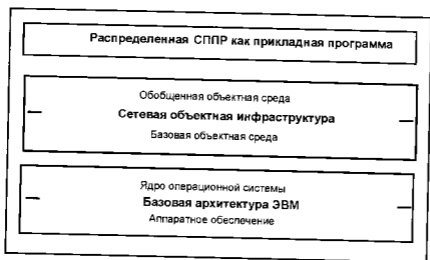 Распределенная СППР как прикладная программа
Обобщенная объектная среда
Сетевая объектная инфраструктура
Базовая объектная среда
Ядро операционной системы
Базовая архитектура ЭВМ
Аппаратное обеспечение